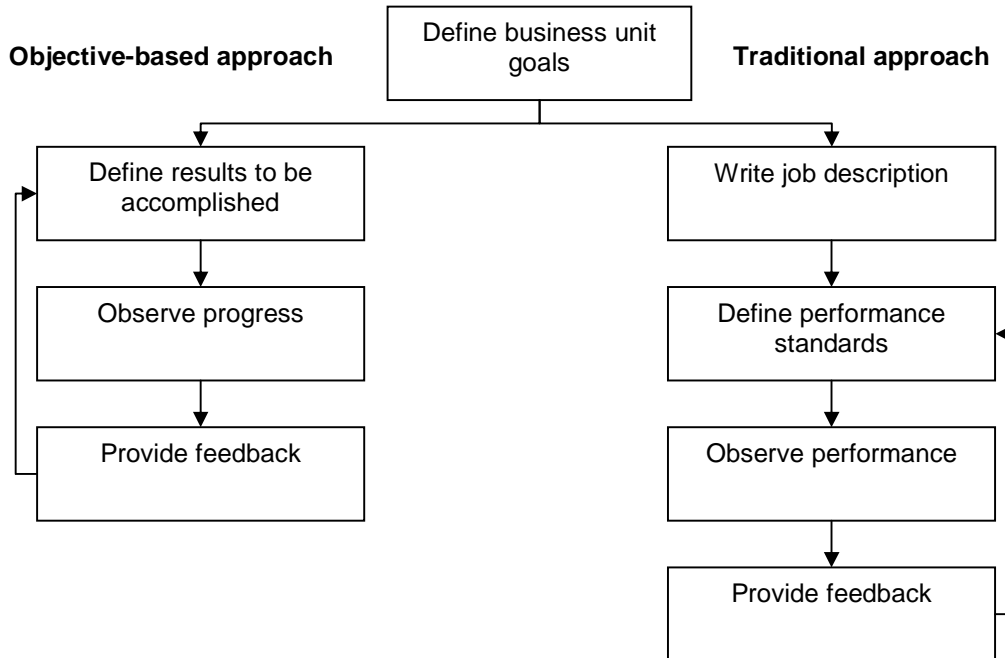 Define business unit
goals
Objective-based approach
Traditional approach
Define results to be
accomplished
Observe progress
Provide feedback
Write job description
Define performance
standards
Observe performance
Provide feedback